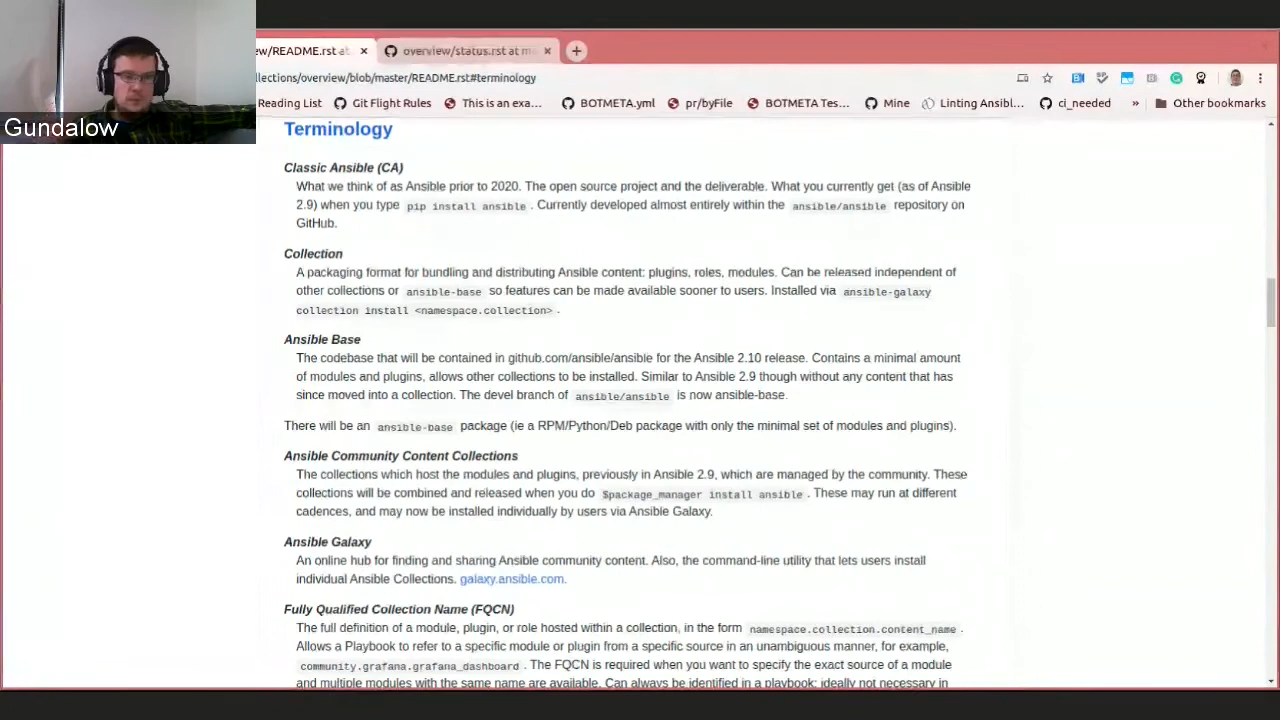 Gundalow
w/README.rst at
overview/status.rst at m
llections/overview/blob/master/README.rst#terminology
Reading List
Git Flight Rules
This is an exa...
BOTMETA.yml
pr/byFile
BOTMETA Tes...
Mine
Linting Ansibl...
ci_needed
»
Other bookmarks
Terminology
Classic Ansible (CA)
What we think of as Ansible prior to 2020. The open source project and the deliverable. What you currently get (as of Ansible
2.9) when you type pip install ansible . Currently developed almost entirely within the ansible/ansible repository on
GitHub.
Collection
A packaging format for bundling and distributing Ansible content: plugins, roles, modules. Can be released independent of
other collections or ansible-base so features can be made available sooner to users. Installed via ansible-galaxy
collection install <namespace.collection> .
Ansible Base
The codebase that will be contained in github.com/ansible/ansible for the Ansible 2.10 release. Contains a minimal amount
of modules and plugins, allows other collections to be installed. Similar to Ansible 2.9 though without any content that has
since moved into a collection. The devel branch of ansible/ansible is now ansible-base.
There will be an ansible-base package (ie a RPM/Python/Deb package with only the minimal set of modules and plugins).
Ansible Community Content Collections
The collections which host the modules and plugins, previously in Ansible 2.9, which are managed by the community. These
collections will be combined and released when you do $package_manager install ansible . These may run at different
cadences, and may now be installed individually by users via Ansible Galaxy.
Ansible Galaxy
An online hub for finding and sharing Ansible community content. Also, the command-line utility that lets users install
individual Ansible Collections. galaxy.ansible.com.
Fully Qualified Collection Name (FQCN)
The full definition of a module, plugin, or role hosted within a collection, in the form namespace.collection.content_name .
Allows a Playbook to refer to a specific module or plugin from a specific source in an unambiguous manner, for example,
community.grafana.grafana_dashboard . The FQCN is required when you want to specify the exact source of a module
and multiple modules with the same name are available. Can always be identified in a playbook; ideally not necessary in